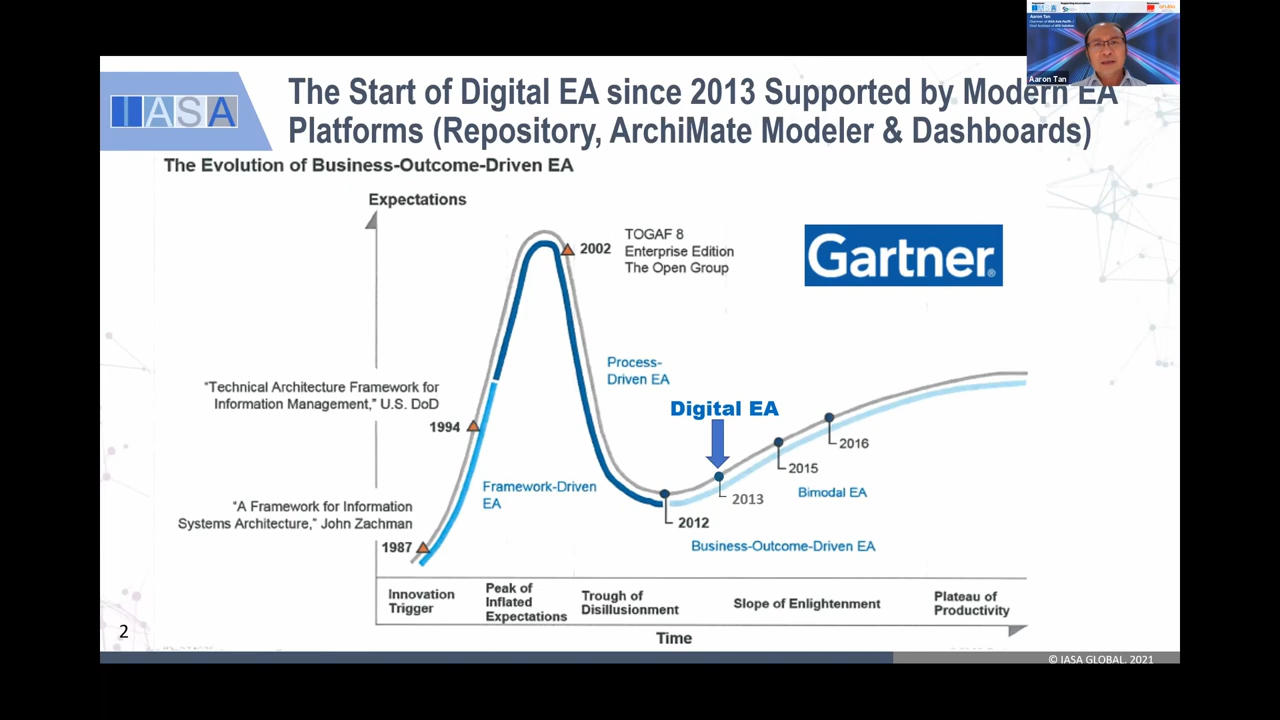 Aaron Tan
Aaron Tan
IASA
The Start of Digital EA since 2013 Supported by Modern EA
Platforms (Repository, ArchiMate Modeler & Dashboards)
The Evolution of Business-Outcome-Driven EA
Expectations
2002
TOGAF 8
Enterprise Edition
The Open Group
Gartner®
Process-
Driven EA
"Technical Architecture Framework for
Information Management," U.S. DoD
1994
Digital EA
2016
2015
2013
Bimodal EA
Framework-Driven
EA
"A Framework for Information
Systems Architecture," John Zachman
1987
2012
Business-Outcome-Driven EA
Innovation
Trigger
Peak of
Inflated
Expectations
Trough of
Disillusionment
Slope of Enlightenment
Plateau of
Productivity
Time
2
© IASA GLOBAL. 2021